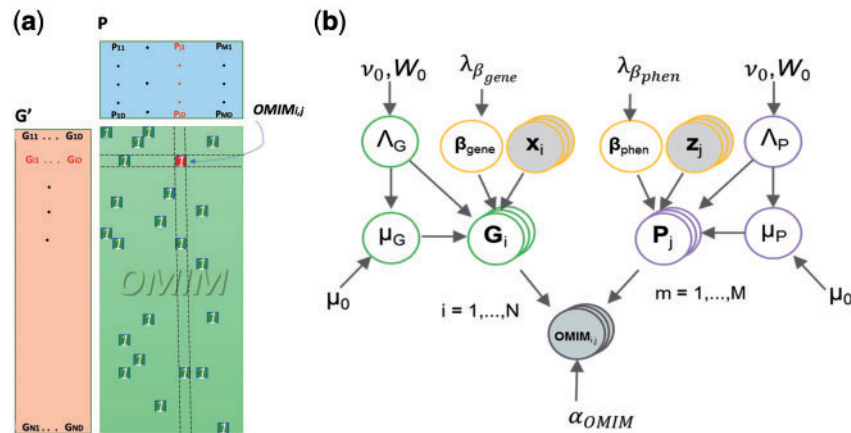 (a)
P
P11 • Pj1 PM1
P1D • PjD PMD
OMIMi,j
G'
G11 . . . G1D
Gi1 . . . GiD
GN1 . . . GND
OMIM
(b)
ν0, W0
λβgene
λβphen
ν0, W0
ΛG
βgene
xi
βphen
zj
ΛP
μG
Gi
Pj
μP
μ0
i = 1,...,N
m = 1,...,M
μ0
OMIMi,j
αOMIM